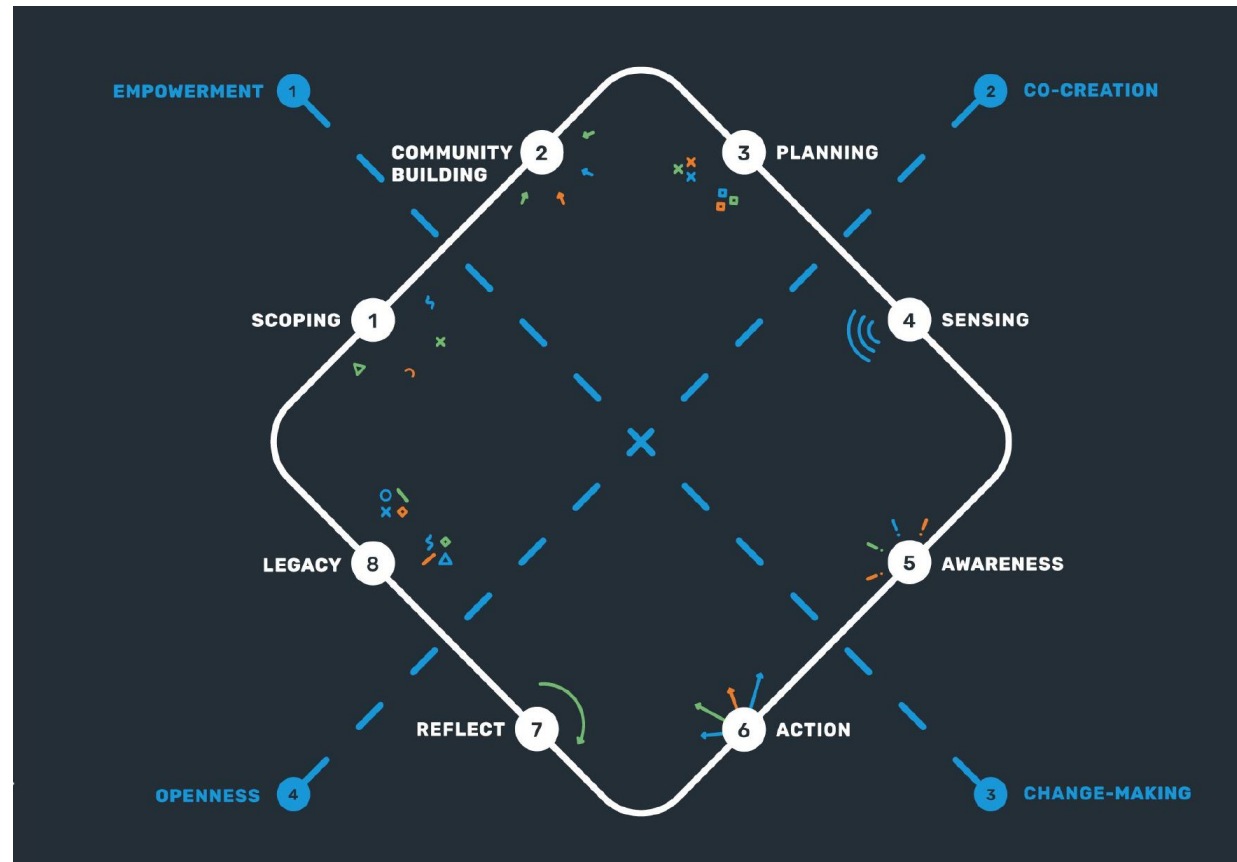 EMPOWERMENT 1
2 CO-CREATION
COMMUNITY
BUILDING
2
3 PLANNING
SCOPING 1
4 SENSING
LEGACY 8
5 AWARENESS
REFLECT 7
6 ACTION
OPENNESS 4
3 CHANGE-MAKING